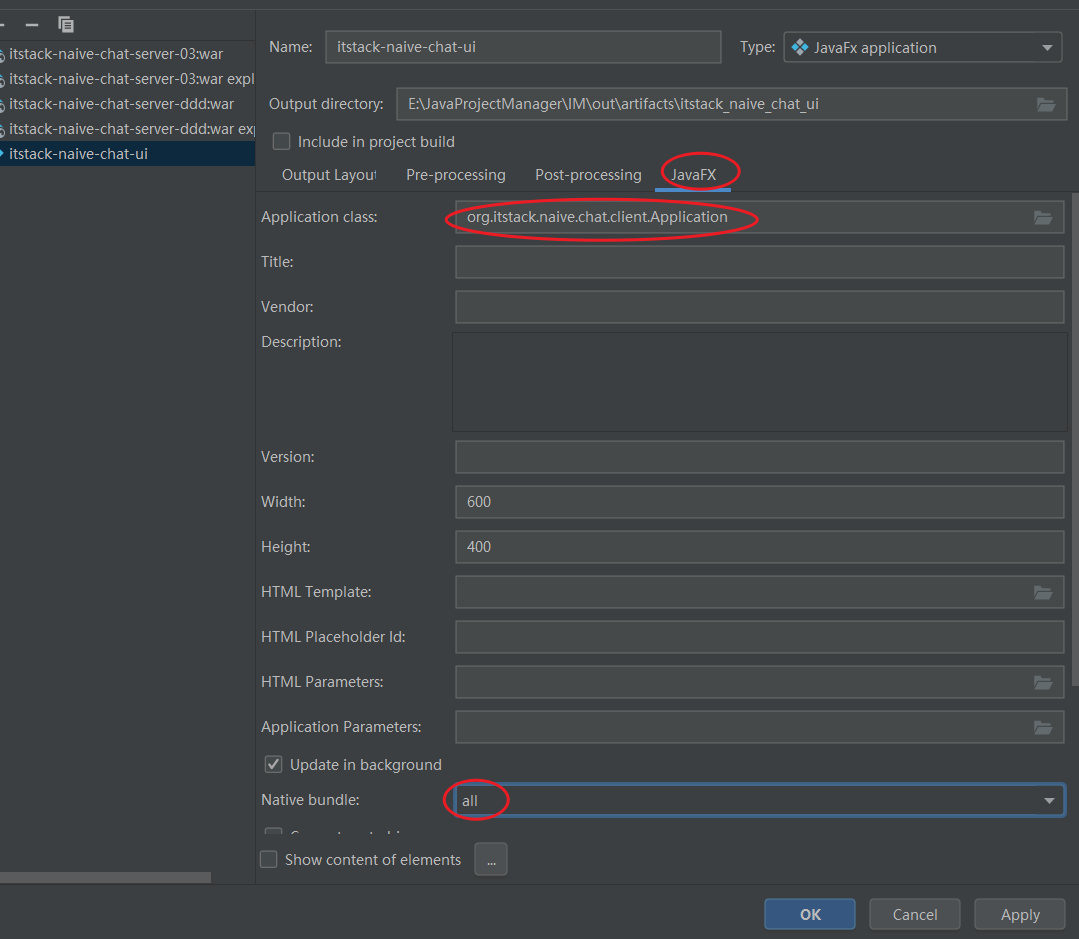 Name: itstack-naive-chat-ui Type: JavaFx application
itstack-naive-chat-server-03:war
itstack-naive-chat-server-03:war expl
itstack-naive-chat-server-ddd:war
itstack-naive-chat-server-ddd:war exp
itstack-naive-chat-ui
Output directory: E:\JavaProjectManager\IM\out\artifacts\itstack_naive_chat_ui
Include in project build
Output Layout Pre-processing Post-processing JavaFX
Application class: org.itstack.naive.chat.client.Application
Title:
Vendor:
Description:
Version:
Width: 600
Height: 400
HTML Template:
HTML Placeholder Id:
HTML Parameters:
Application Parameters:
Update in background
Native bundle: all
Show content of elements ...
OK Cancel Apply